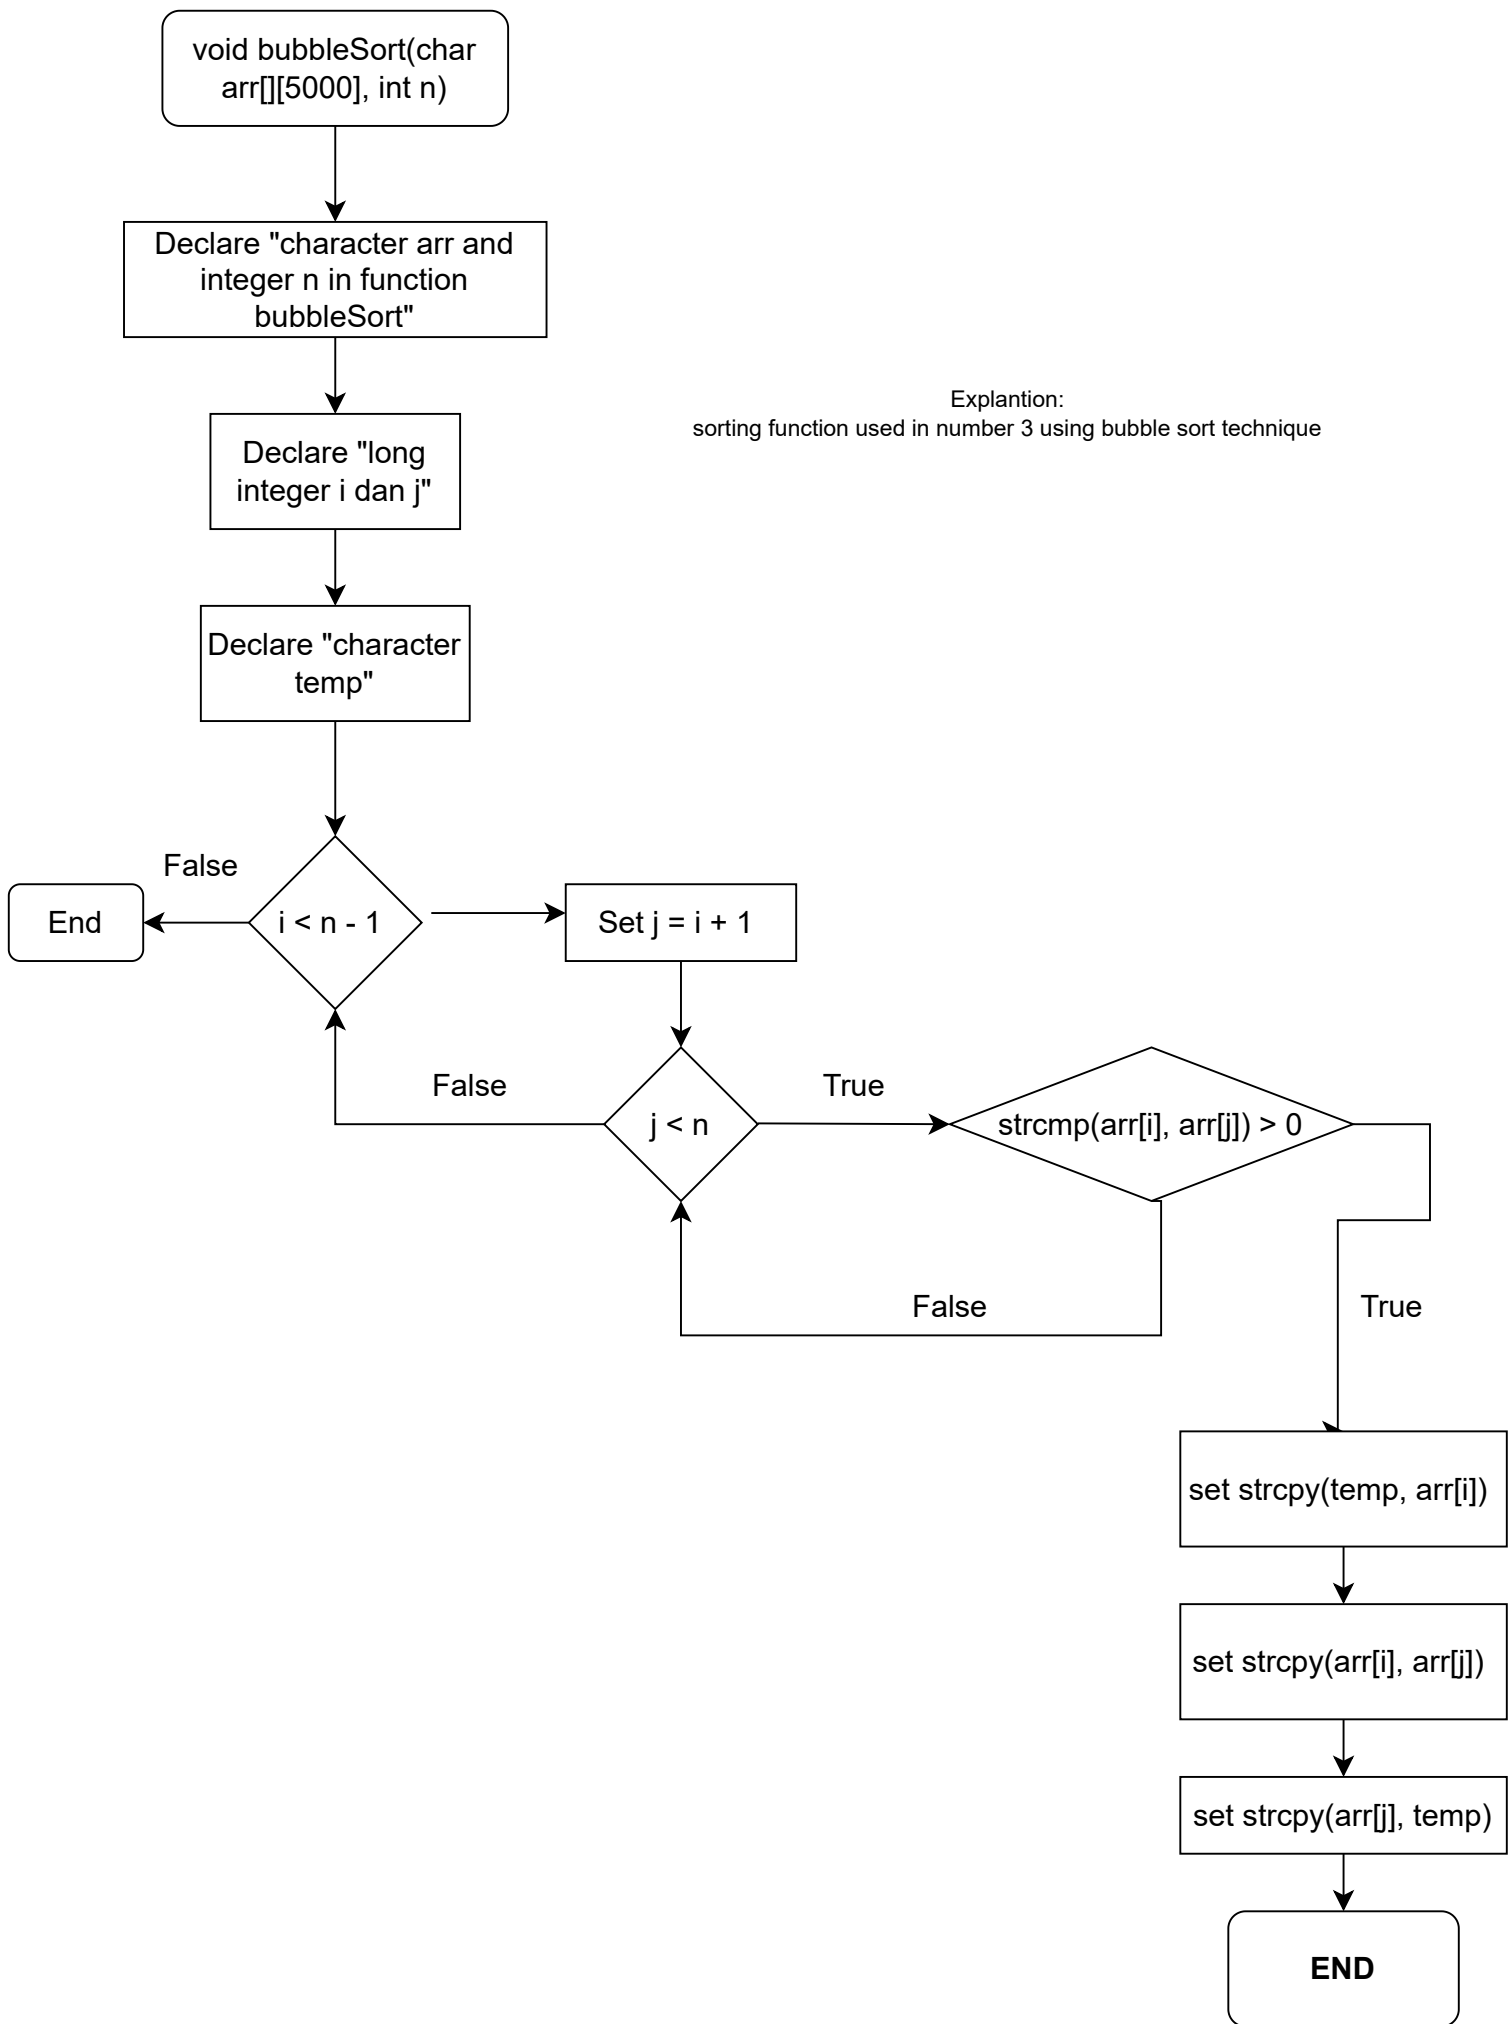 void bubbleSort(char
arr[][5000], int n)
Declare "character arr and
integer n in function
bubbleSort"
Explantion:
sorting function used in number 3 using bubble sort technique
Declare "long
integer i dan j"
Declare "character
temp"
False
End
i < n - 1
Set j = i + 1
False
j < n
True
strcmp(arr[i], arr[j]) > 0
False
True
set strcpy(temp, arr[i])
set strcpy(arr[i], arr[j])
set strcpy(arr[j], temp)
END